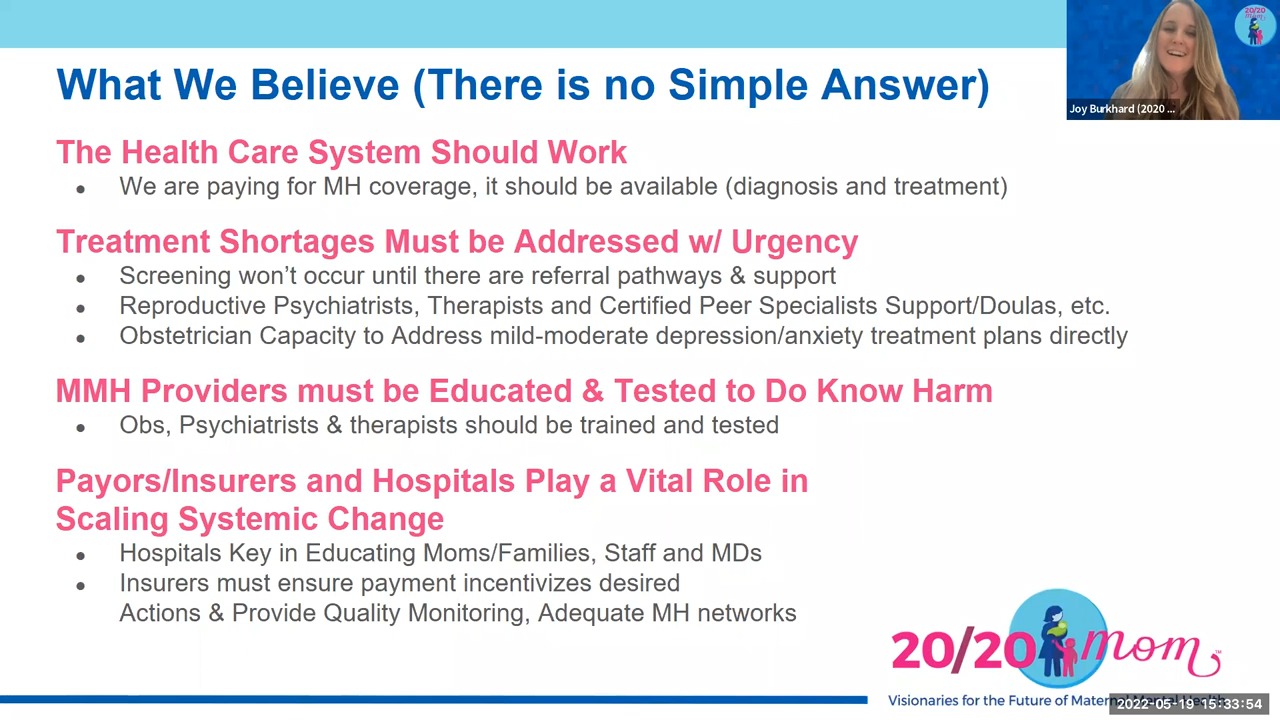 What We Believe (There is no Simple Answer)
20/20
mom
Joy Burkhard (2020 ...
The Health Care System Should Work
● We are paying for MH coverage, it should be available (diagnosis and treatment)
Treatment Shortages Must be Addressed w/ Urgency
● Screening won't occur until there are referral pathways & support
● Reproductive Psychiatrists, Therapists and Certified Peer Specialists Support/Doulas, etc.
● Obstetrician Capacity to Address mild-moderate depression/anxiety treatment plans directly
MMH Providers must be Educated & Tested to Do Know Harm
● Obs, Psychiatrists & therapists should be trained and tested
Payors/Insurers and Hospitals Play a Vital Role in
Scaling Systemic Change
● Hospitals Key in Educating Moms/Families, Staff and MDs
● Insurers must ensure payment incentivizes desired
Actions & Provide Quality Monitoring, Adequate MH networks
20/20 mom™
Visionaries for the Future of Maternal Mental Health
2022-05-19 15:33:54